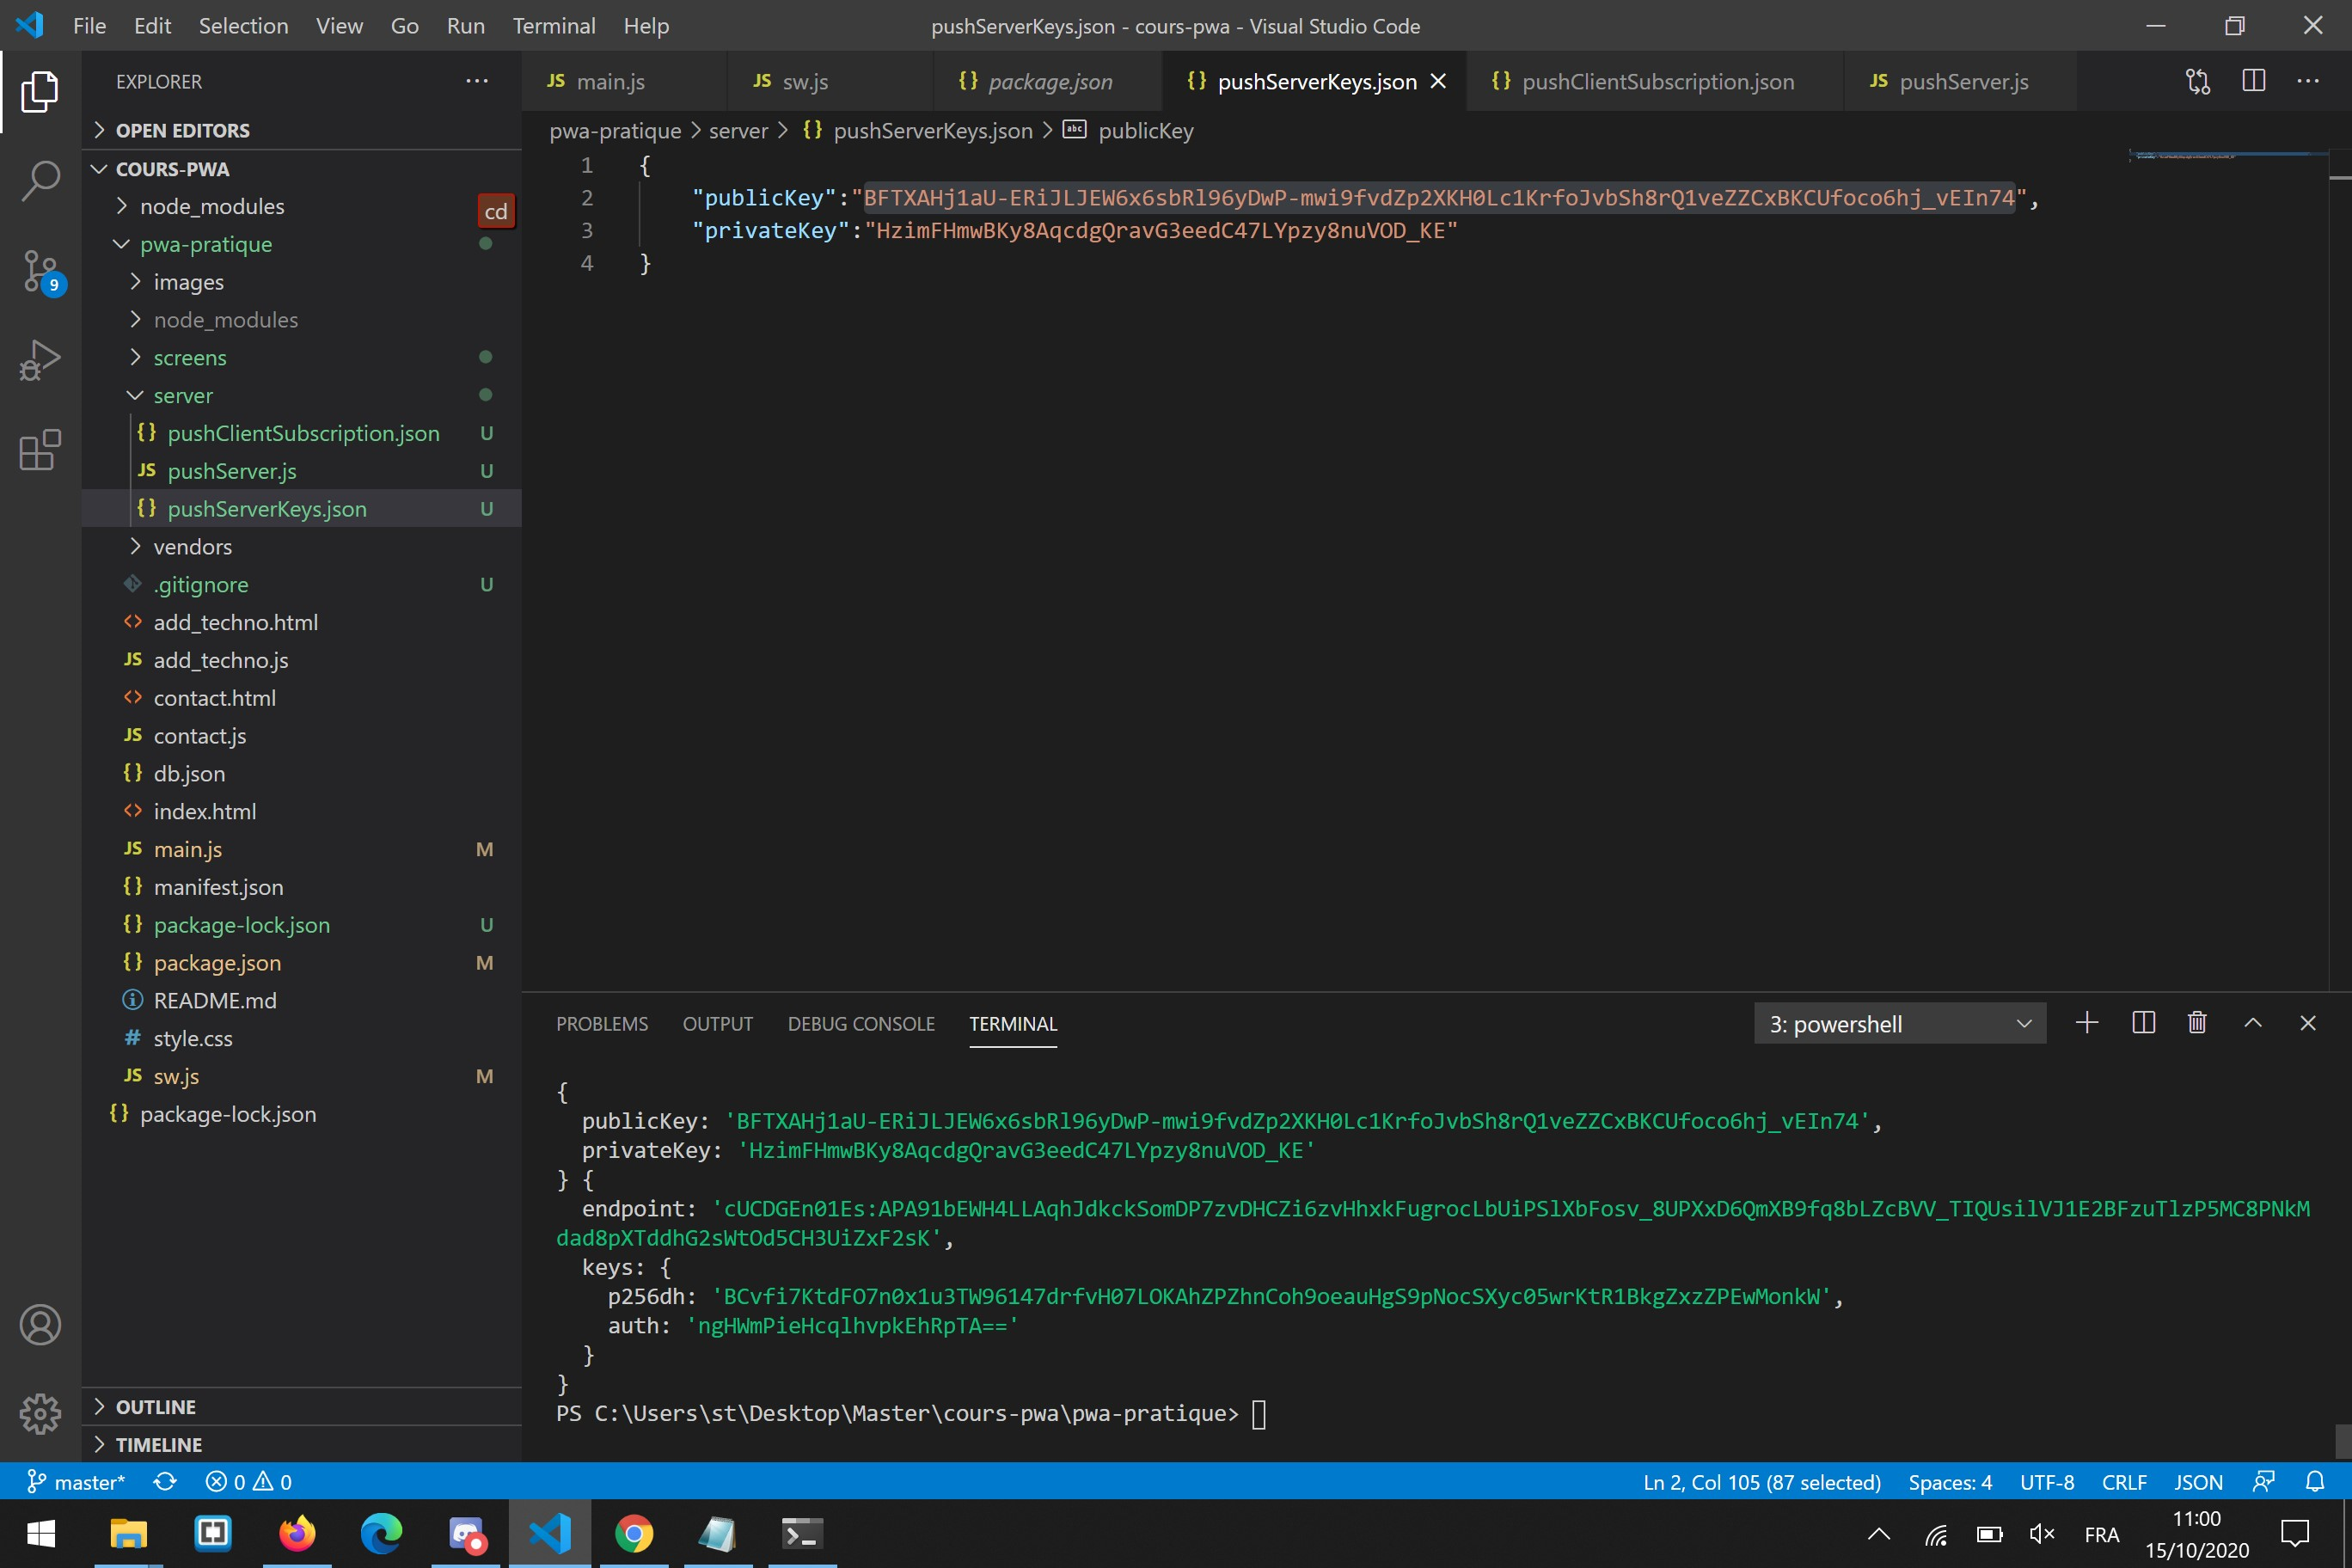 File Edit Selection View Go Run Terminal Help
pushServerKeys.json - cours-pwa - Visual Studio Code
EXPLORER
JS main.js
JS sw.js
{} package.json
{} pushServerKeys.json
{} pushClientSubscription.json
JS pushServer.js
OPEN EDITORS
pwa-pratique > server > {} pushServerKeys.json > abc publicKey
COURS-PWA
node_modules
cd
pwa-pratique
images
node_modules
screens
server
{} pushClientSubscription.json U
JS pushServer.js U
{} pushServerKeys.json U
vendors
.gitignore U
<> add_techno.html
JS add_techno.js
<> contact.html
JS contact.js
{} db.json
<> index.html
JS main.js M
{} manifest.json
{} package-lock.json U
{} package.json M
README.md
# style.css
JS sw.js M
{} package-lock.json
OUTLINE
TIMELINE
9
1 {
2 "publicKey":"BFTXAHj1aU-ERiJLJEW6x6sbRl96yDwP-mwi9fvdZp2XKH0Lc1KrfoJvbSh8rQ1veZZCxBKCUfoco6hj_vEIn74",
3 "privateKey":"HzimFHmwBKy8AqcdgQravG3eedC47LYpzy8nuVOD_KE"
4 }
PROBLEMS OUTPUT DEBUG CONSOLE TERMINAL
3: powershell
{
publicKey: 'BFTXAHj1aU-ERiJLJEW6x6sbRl96yDwP-mwi9fvdZp2XKH0Lc1KrfoJvbSh8rQ1veZZCxBKCUfoco6hj_vEIn74',
privateKey: 'HzimFHmwBKy8AqcdgQravG3eedC47LYpzy8nuVOD_KE'
} {
endpoint: 'cUCDGEn01Es:APA91bEWH4LLAqhJdkckSomDP7zvDHCZi6zvHhxkFugrocLbUiPSlXbFosv_8UPXxD6QmXB9fq8bLZcBVV_TIQUsilVJ1E2BFzuTlzP5MC8PNkM
dad8pXTddhG2sWtOd5CH3UiZxF2sK',
keys: {
p256dh: 'BCvfi7KtdFO7n0x1u3TW96147drfvH07LOKAhZPZhnCoh9oeauHgS9pNocSXyc05wrKtR1BkgZxzZPEwMonkW',
auth: 'ngHWmPieHcqlhvpkEhRpTA=='
}
}
PS C:\Users\st\Desktop\Master\cours-pwa\pwa-pratique>
master* 0 0
Ln 2, Col 105 (87 selected) Spaces: 4 UTF-8 CRLF JSON
FRA
11:00
15/10/2020